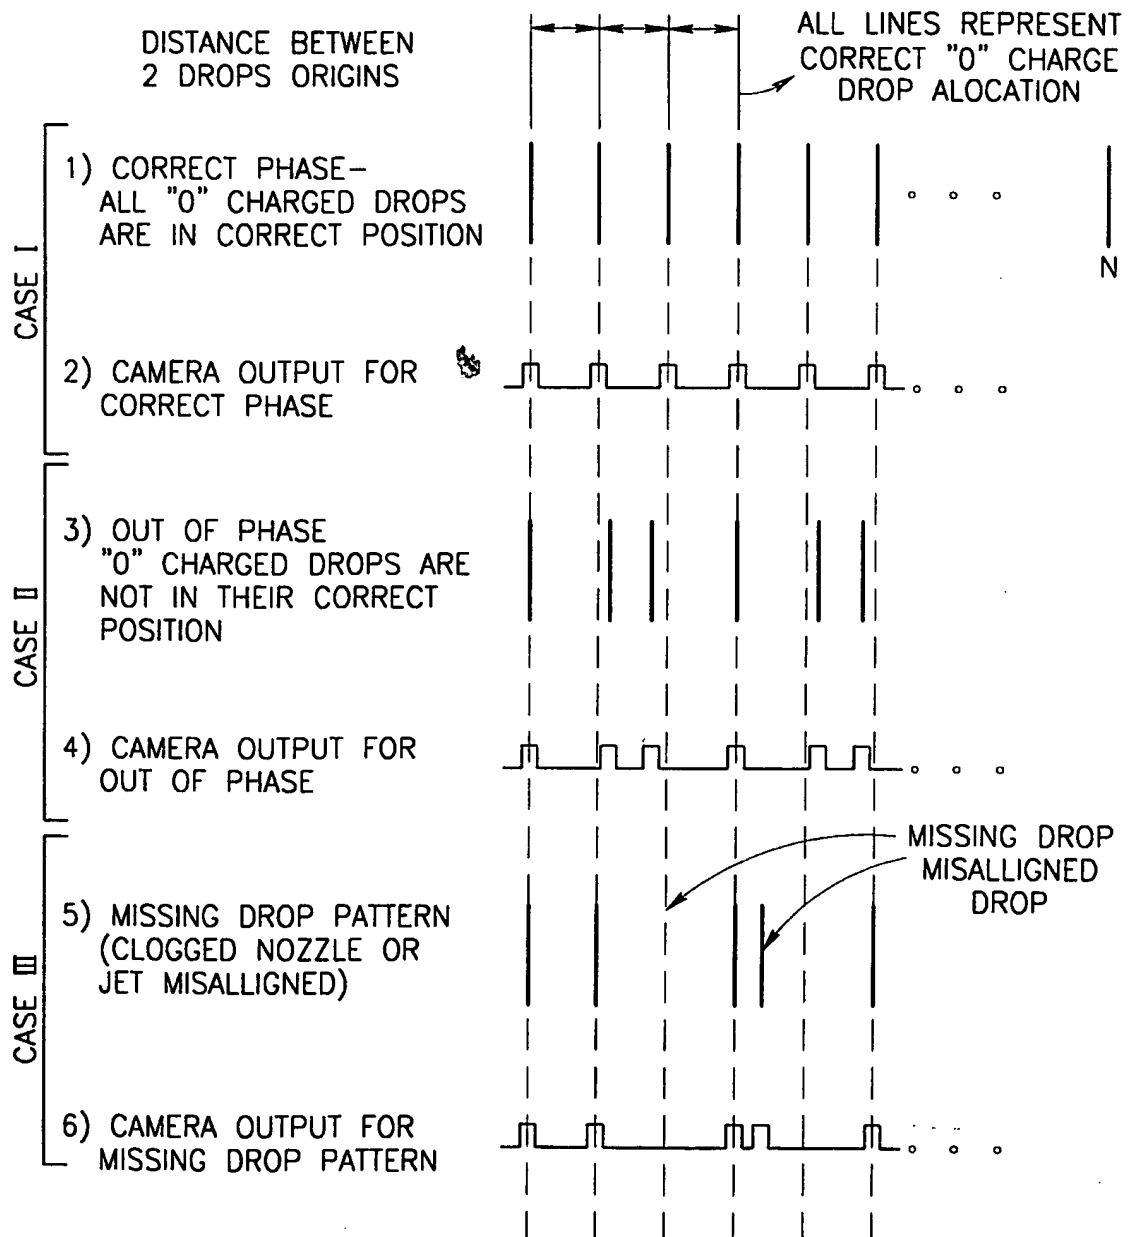 DISTANCE BETWEEN
2 DROPS ORIGINS
ALL LINES REPRESENT
CORRECT "0" CHARGE
DROP ALOCATION
CASE I
1) CORRECT PHASE–
ALL "0" CHARGED DROPS
ARE IN CORRECT POSITION
N
2) CAMERA OUTPUT FOR
CORRECT PHASE
CASE II
3) OUT OF PHASE
"0" CHARGED DROPS ARE
NOT IN THEIR CORRECT
POSITION
4) CAMERA OUTPUT FOR
OUT OF PHASE
CASE III
MISSING DROP
MISALLIGNED
DROP
5) MISSING DROP PATTERN
(CLOGGED NOZZLE OR
JET MISALLIGNED)
6) CAMERA OUTPUT FOR
MISSING DROP PATTERN